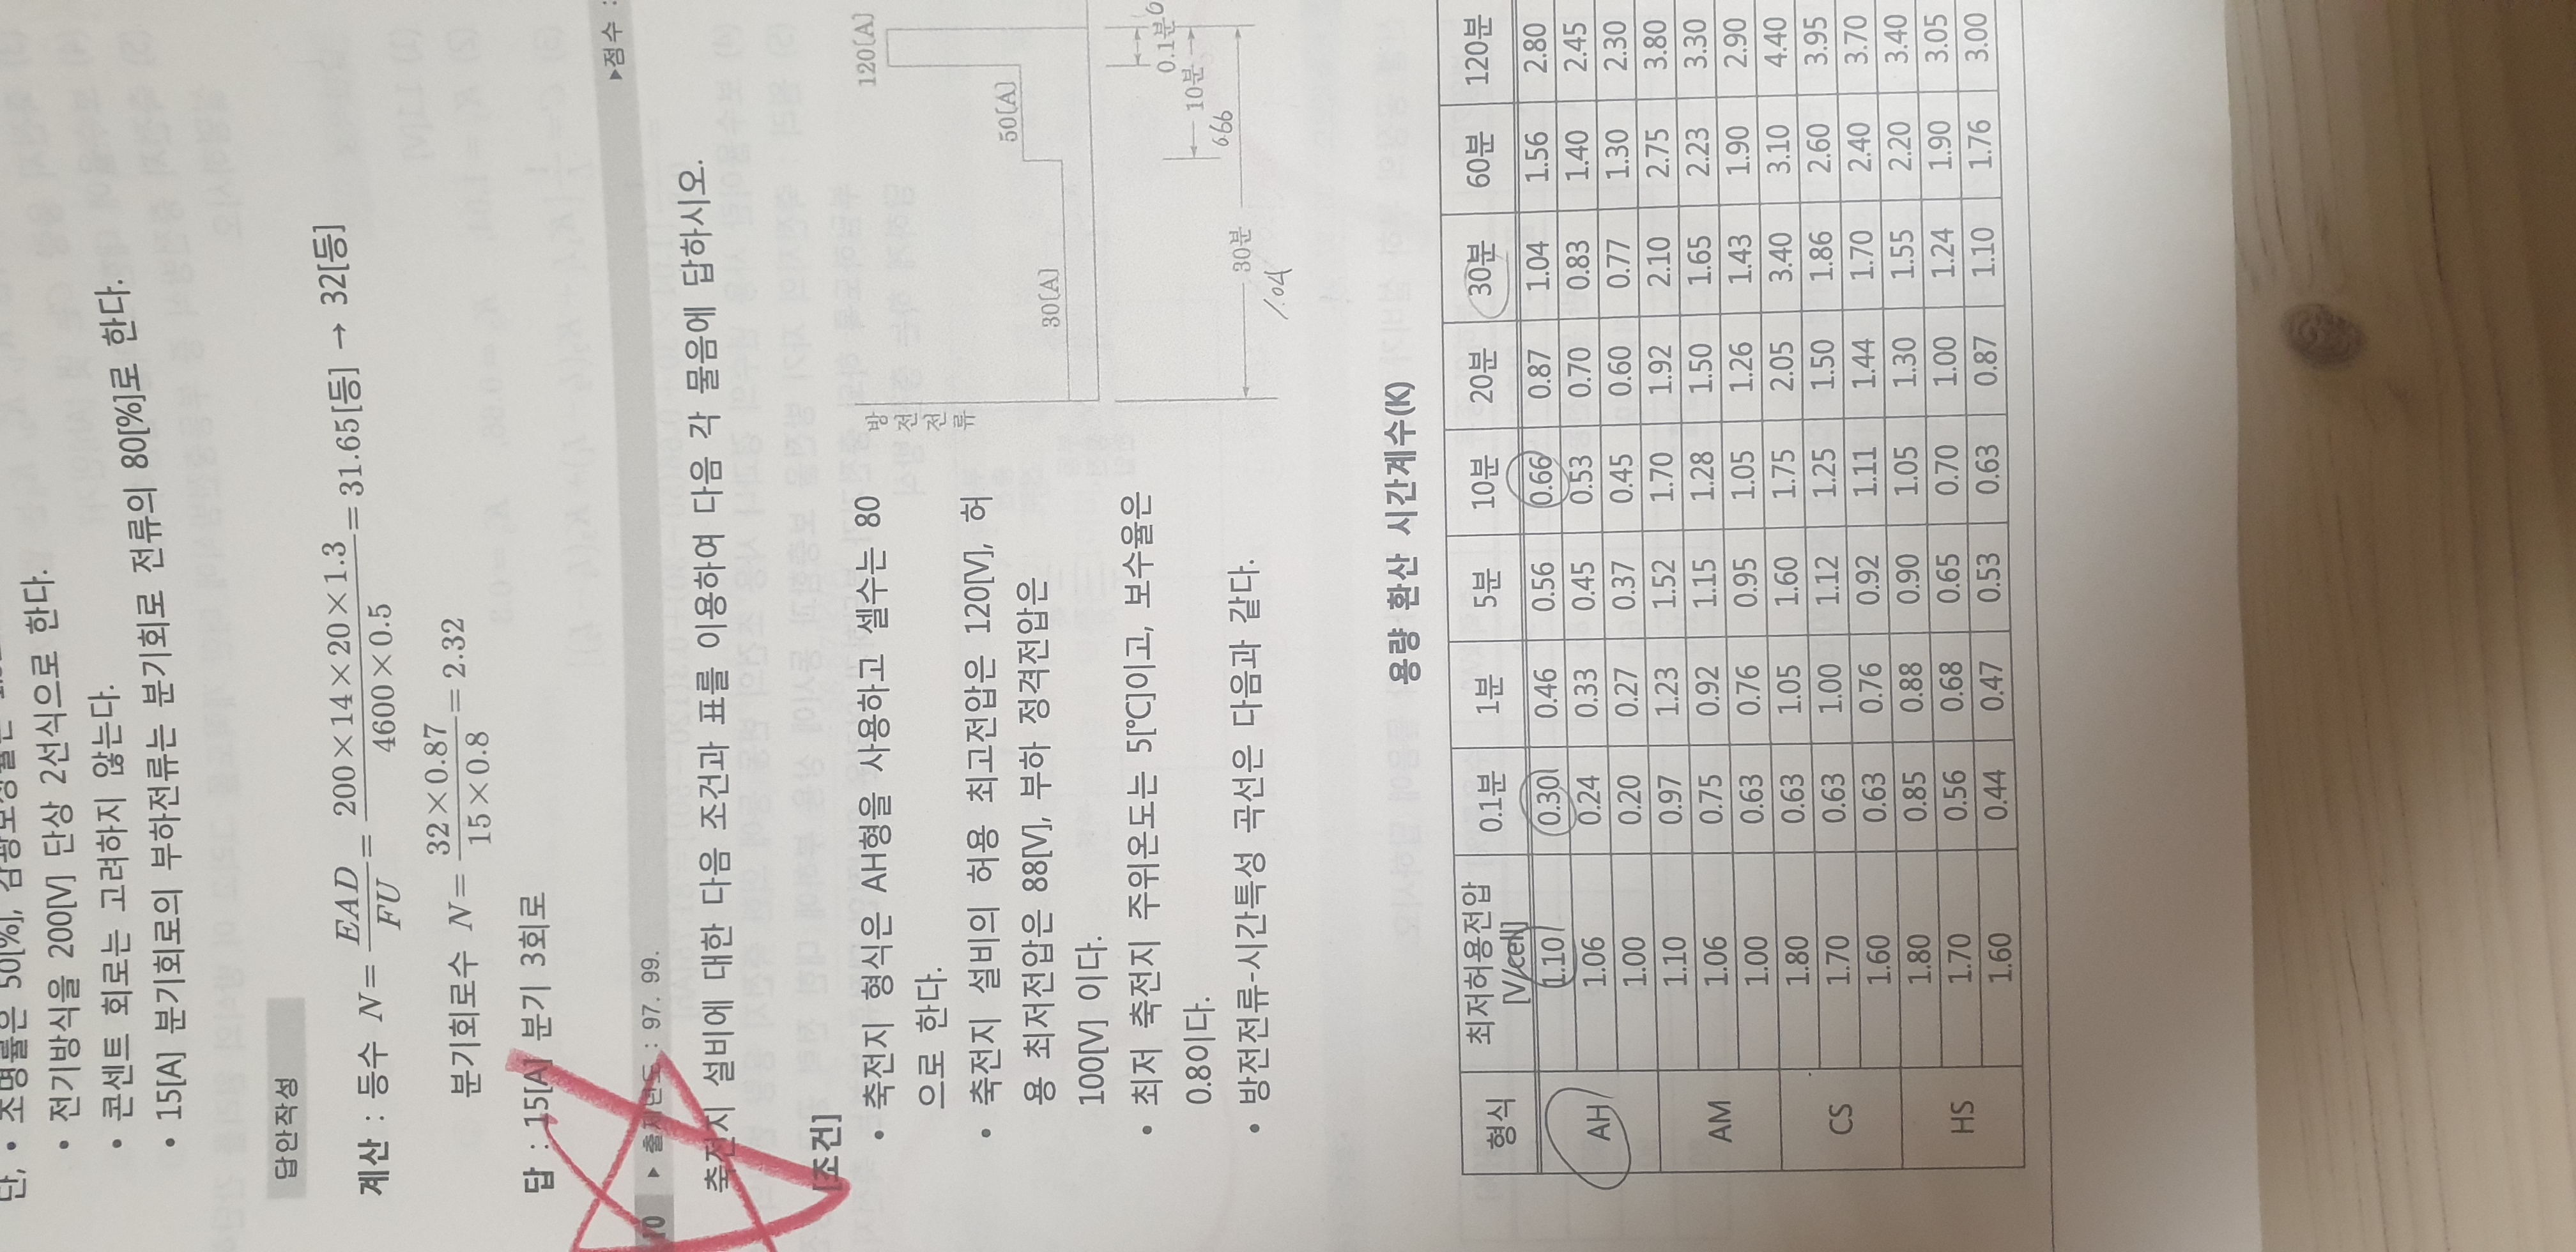 단, • 조명률은 50[%], 감광보상률은
• 전기방식을 200[V] 단상 2선식으로 한다.
• 콘센트 회로는 고려하지 않는다.
• 15[A] 분기회로의 부하전류는 분기회로 전류의 80[%]로 한다.
답안작성
계산 : 등수 N = EAD / FU = 200×14×20×1.3 / 4600×0.5 = 31.65[등] → 32[등]
분기회로수 N = 32×0.87 / 15×0.8 = 2.32
답 : 15[A] 분기 3회로
▶ 출제년도 : 97. 99.
▶점수 :
축전지 설비에 대한 다음 조건과 표를 이용하여 다음 각 물음에 답하시오.
[조건]
• 축전지 형식은 AH형을 사용하고 셀수는 80
으로 한다.
• 축전지 설비의 허용 최고전압은 120[V], 허
용 최저전압은 88[V], 부하 정격전압은
100[V] 이다.
• 최저 축전지 주위온도는 5[℃]이고, 보수율은
0.8이다.
• 방전전류-시간특성 곡선은 다음과 같다.
방전전류
120[A]
50[A]
30[A]
0.1분
10분
0.66
30분
1.04
용량 환산 시간계수(K)
형식 최저허용전압 [V/cell] 0.1분 1분 5분 10분 20분 30분 60분 120분
AH 1.10 0.30 0.46 0.56 0.66 0.87 1.04 1.56 2.80
1.06 0.24 0.33 0.45 0.53 0.70 0.83 1.40 2.45
1.00 0.20 0.27 0.37 0.45 0.60 0.77 1.30 2.30
AM 1.10 0.97 1.23 1.52 1.70 1.92 2.10 2.75 3.80
1.06 0.75 0.92 1.15 1.28 1.50 1.65 2.23 3.30
1.00 0.63 0.76 0.95 1.05 1.26 1.43 1.90 2.90
CS 1.80 0.63 1.05 1.60 1.75 2.05 3.40 3.10 4.40
1.70 0.63 1.00 1.12 1.25 1.50 1.86 2.60 3.95
1.60 0.63 0.76 0.92 1.11 1.44 1.70 2.40 3.70
HS 1.80 0.85 0.88 0.90 1.05 1.30 1.55 2.20 3.40
1.70 0.56 0.68 0.65 0.70 1.00 1.24 1.90 3.05
1.60 0.44 0.47 0.53 0.63 0.87 1.10 1.76 3.00